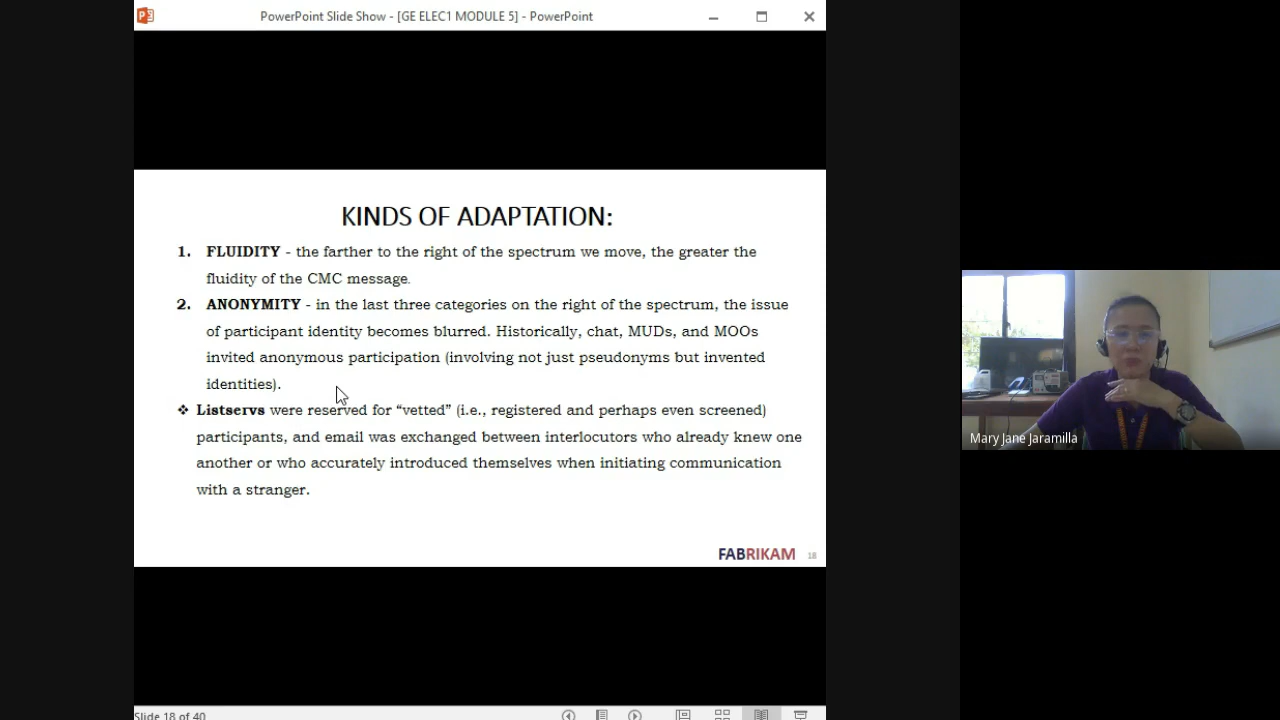 PowerPoint Slide Show - [GE ELEC1 MODULE 5] - PowerPoint
KINDS OF ADAPTATION:
1. FLUIDITY - the farther to the right of the spectrum we move, the greater the
fluidity of the CMC message.
2. ANONYMITY - in the last three categories on the right of the spectrum, the issue
of participant identity becomes blurred. Historically, chat, MUDs, and MOOs
invited anonymous participation (involving not just pseudonyms but invented
identities).
❖ Listservs were reserved for “vetted” (i.e., registered and perhaps even screened)
participants, and email was exchanged between interlocutors who already knew one
another or who accurately introduced themselves when initiating communication
with a stranger.
FABRIKAM 18
Slide 18 of 40
Mary Jane Jaramilla